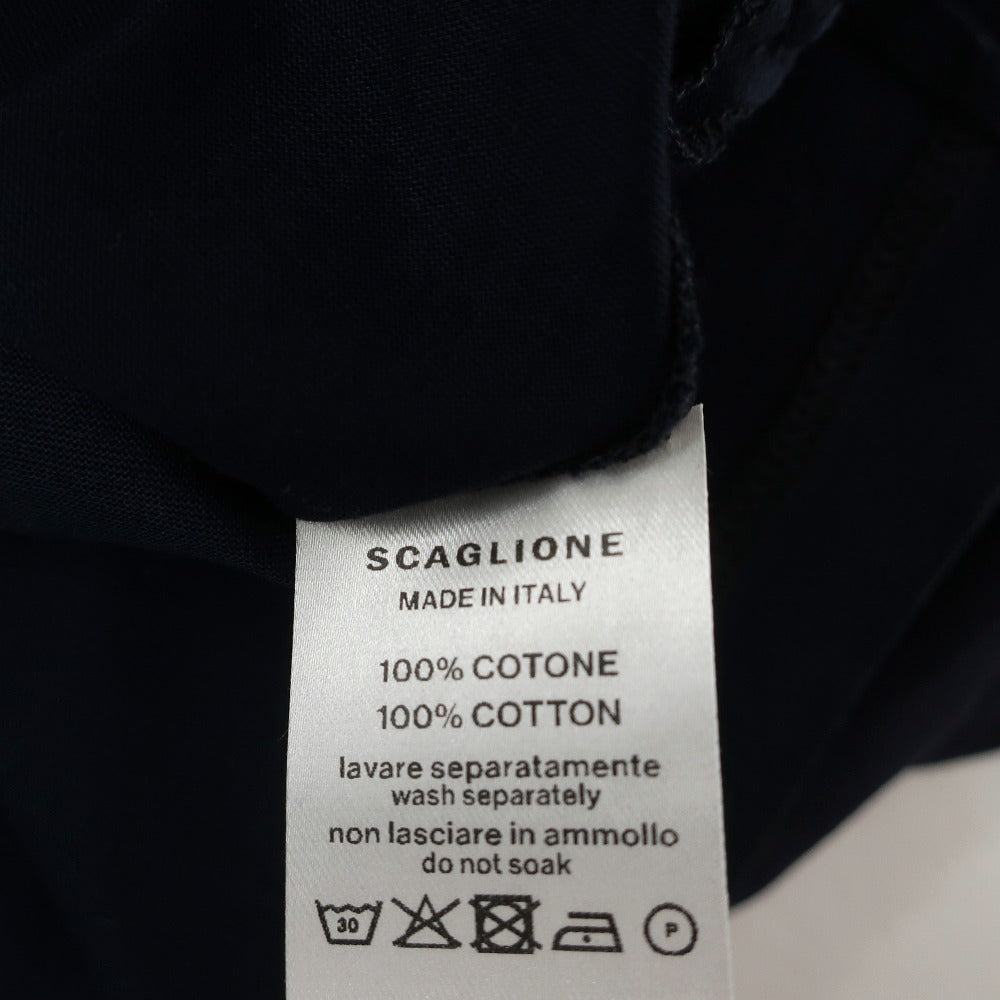 SCAGLIONE
MADE IN ITALY
100% COTONE
100% COTTON
lavare separatamente
wash separately
non lasciare in ammollo
do not soak
30 P